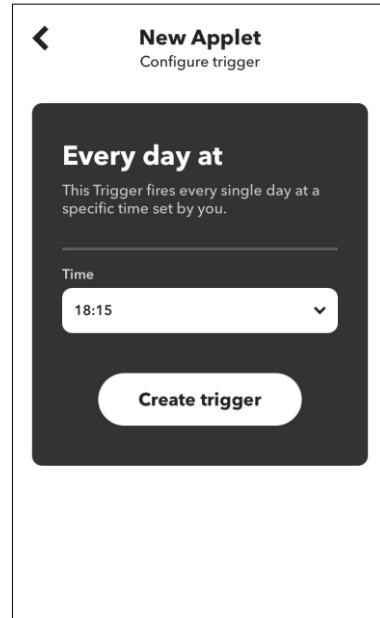 New Applet
Configure trigger
Every day at
This Trigger fires every single day at a
specific time set by you.
Time
18:15
Create trigger